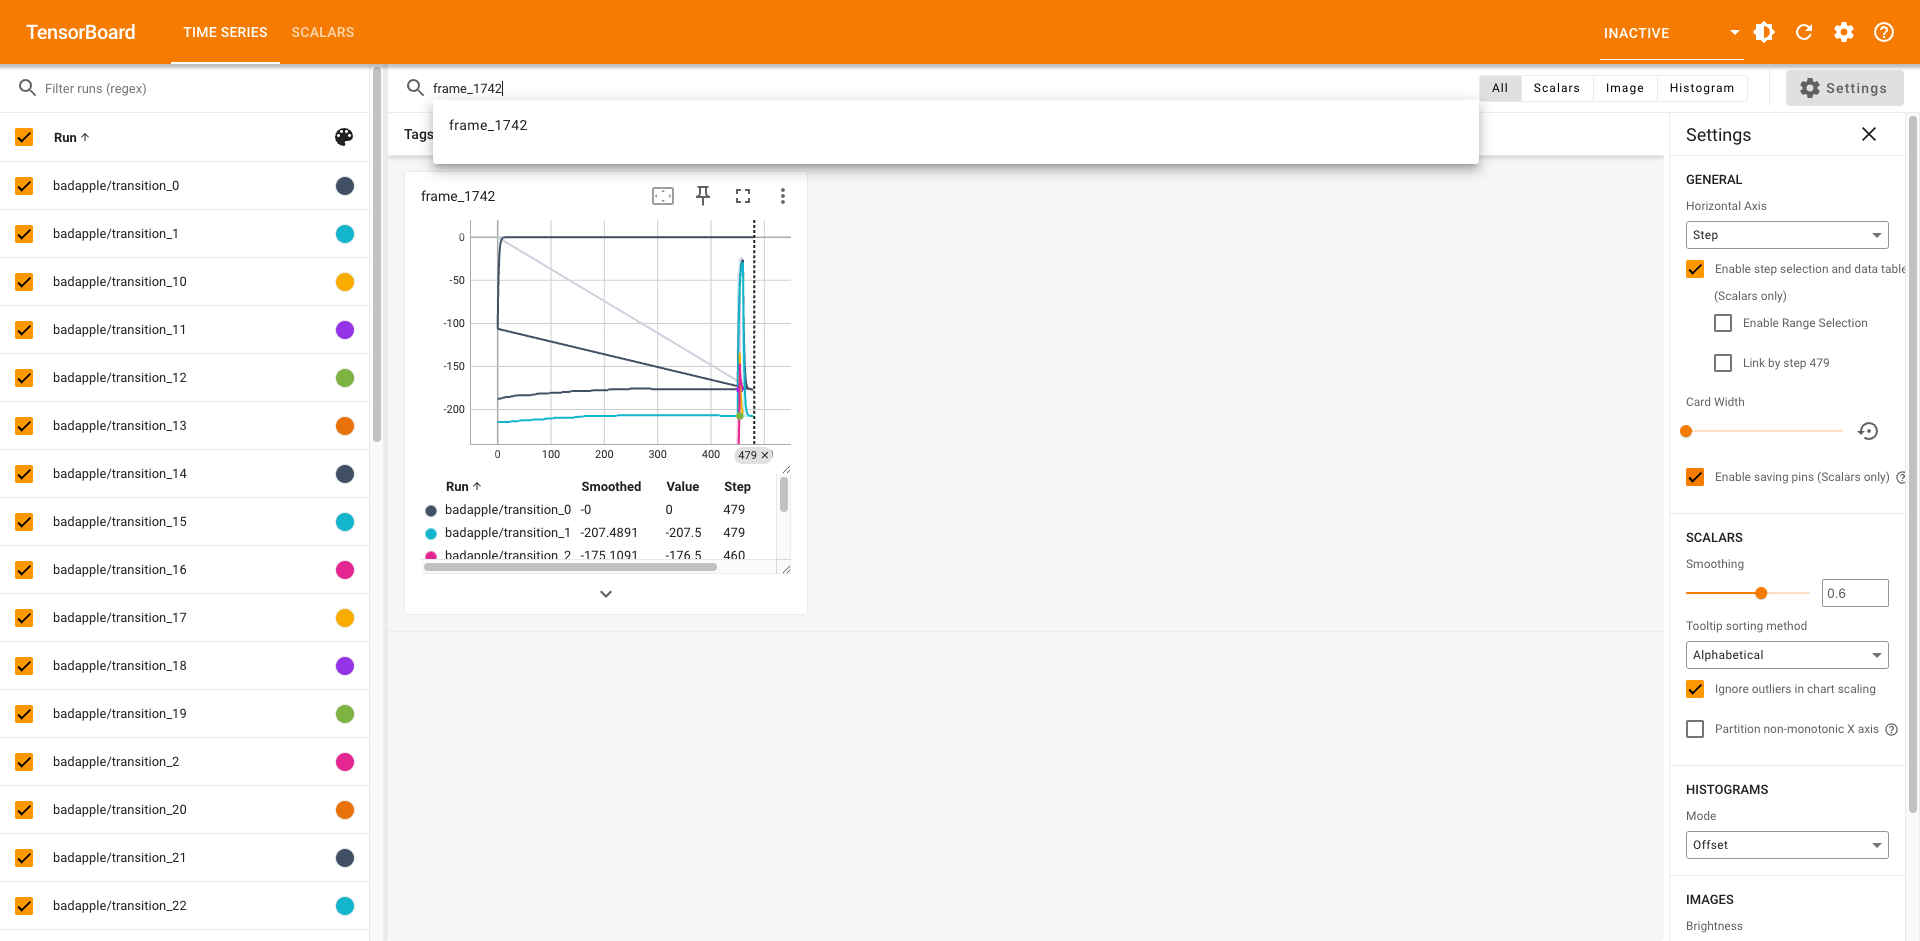 TensorBoard
TIME SERIES
SCALARS
INACTIVE
Filter runs (regex)
frame_1742
All
Scalars
Image
Histogram
Settings
frame_1742
Run
Tags
badapple/transition_0
badapple/transition_1
badapple/transition_10
badapple/transition_11
badapple/transition_12
badapple/transition_13
badapple/transition_14
badapple/transition_15
badapple/transition_16
badapple/transition_17
badapple/transition_18
badapple/transition_19
badapple/transition_2
badapple/transition_20
badapple/transition_21
badapple/transition_22
frame_1742
0
-50
-100
-150
-200
0 100 200 300 400 479
Run Smoothed Value Step
badapple/transition_0 -0 0 479
badapple/transition_1 -207.4891 -207.5 479
badapple/transition_2 -175.1091 -176.5 460
Settings
GENERAL
Horizontal Axis
Step
Enable step selection and data table
(Scalars only)
Enable Range Selection
Link by step 479
Card Width
Enable saving pins (Scalars only)
SCALARS
Smoothing
0.6
Tooltip sorting method
Alphabetical
Ignore outliers in chart scaling
Partition non-monotonic X axis
HISTOGRAMS
Mode
Offset
IMAGES
Brightness